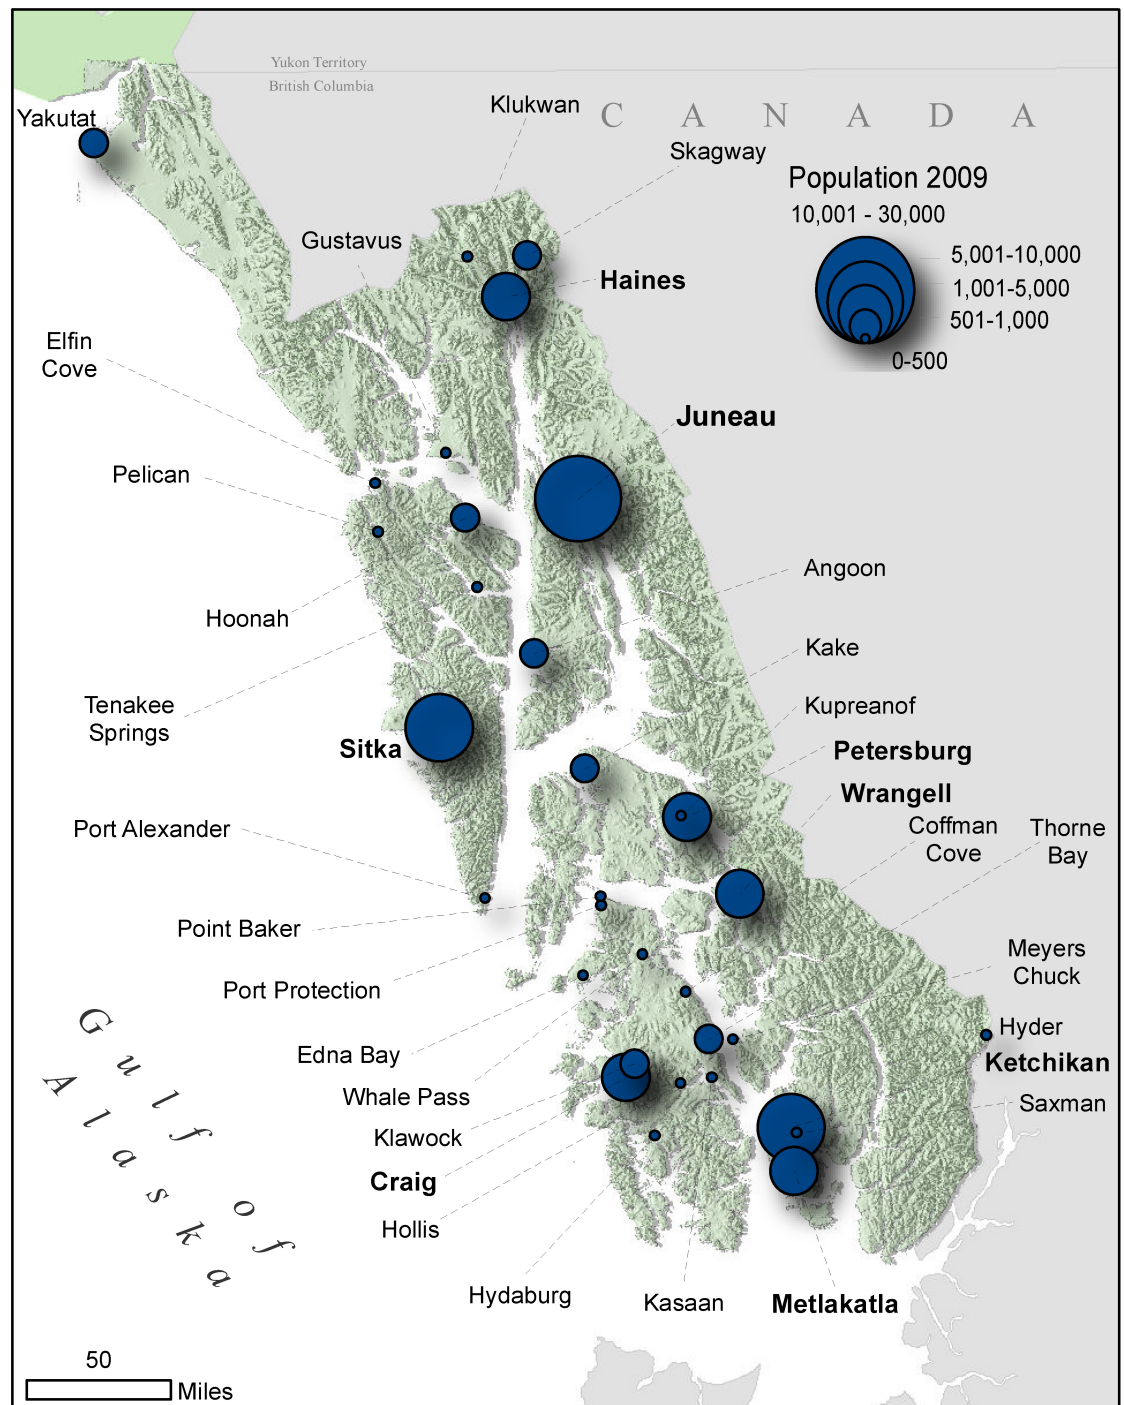 Yukon Territory
British Columbia
Klukwan
C A N A D A
Yakutat
Skagway
Population 2009
10,001 - 30,000
Gustavus
5,001-10,000
Haines
1,001-5,000
501-1,000
Elfin
Cove
0-500
Juneau
Pelican
Angoon
Hoonah
Kake
Tenakee
Springs
Kupreanof
Sitka
Petersburg
Wrangell
Port Alexander
Coffman
Cove
Thorne
Bay
Point Baker
Meyers
Chuck
Port Protection
Gulf of
Alaska
Hyder
Edna Bay
Ketchikan
Whale Pass
Saxman
Klawock
Craig
Hollis
Hydaburg
Kasaan
Metlakatla
50
Miles